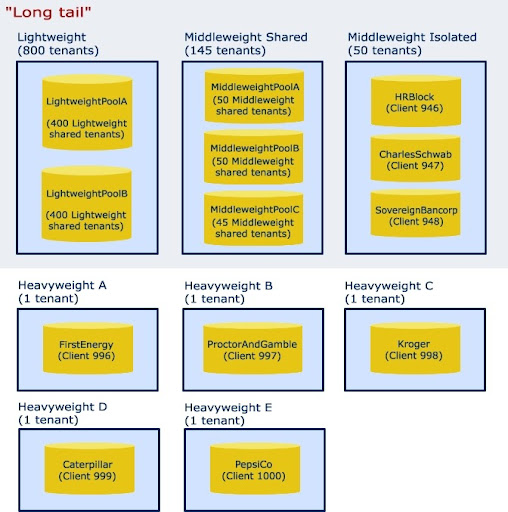 "Long tail"
Lightweight
(800 tenants)
LightweightPoolA
(400 Lightweight
shared tenants)
LightweightPoolB
(400 Lightweight
shared tenants)
Middleweight Shared
(145 tenants)
MiddleweightPoolA
(50 Middleweight
shared tenants)
MiddleweightPoolB
(50 Middleweight
shared tenants)
MiddleweightPoolC
(45 Middleweight
shared tenants)
Middleweight Isolated
(50 tenants)
HRBlock
(Client 946)
CharlesSchwab
(Client 947)
SovereignBancorp
(Client 948)
Heavyweight A
(1 tenant)
FirstEnergy
(Client 996)
Heavyweight B
(1 tenant)
ProctorAndGamble
(Client 997)
Heavyweight C
(1 tenant)
Kroger
(Client 998)
Heavyweight D
(1 tenant)
Caterpillar
(Client 999)
Heavyweight E
(1 tenant)
PepsiCo
(Client 1000)